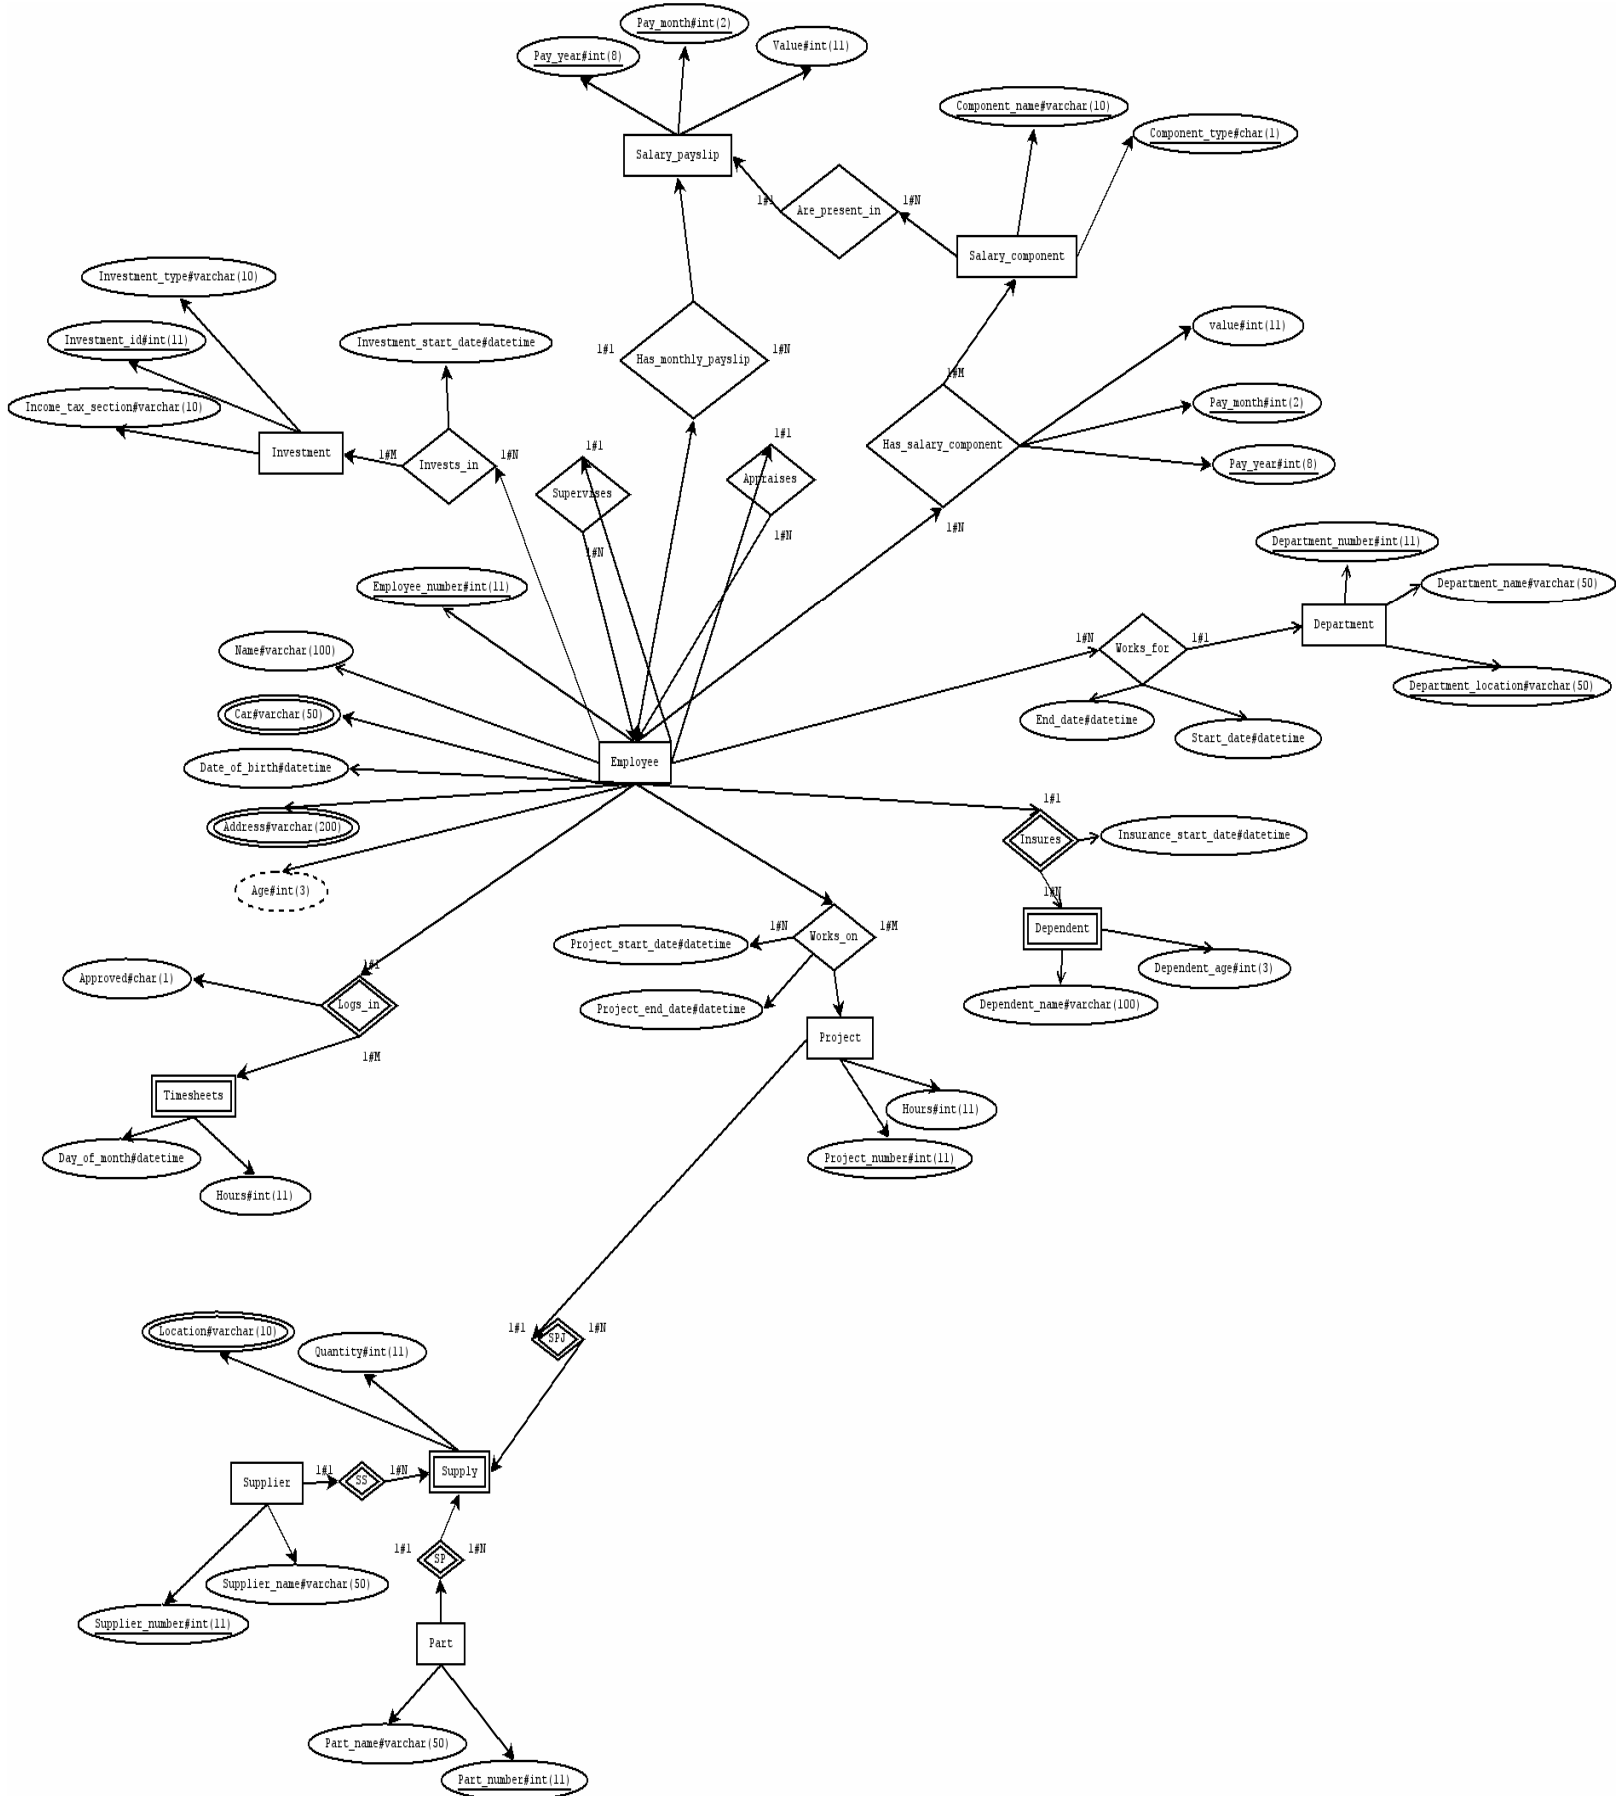 Pay_month#int(2)
Pay_year#int(8)
Value#int(11)
Component_name#varchar(10)
Component_type#char(1)
Salary_payslip
1#1
Are_present_in
1#N
Salary_component
Investment_type#varchar(10)
Investment_id#int(11)
Income_tax_section#varchar(10)
Investment
Investment_start_date#datetime
1#M
Invests_in
1#N
1#1
Has_monthly_payslip
1#N
1#1
Supervises
1#N
1#1
Appraises
1#N
1#M
Has_salary_component
1#N
value#int(11)
Pay_month#int(2)
Pay_year#int(8)
Department_number#int(11)
Department_name#varchar(50)
Department
Department_location#varchar(50)
1#N
Works_for
1#1
End_date#datetime
Start_date#datetime
Employee_number#int(11)
Name#varchar(100)
Car#varchar(50)
Date_of_birth#datetime
Address#varchar(200)
Age#int(3)
Employee
1#1
Insures
Insurance_start_date#datetime
1#N
Dependent
Dependent_age#int(3)
Dependent_name#varchar(100)
1#N
Works_on
1#M
Project_start_date#datetime
Project_end_date#datetime
Project
Hours#int(11)
Project_number#int(11)
Approved#char(1)
1#1
Logs_in
1#M
Timesheets
Day_of_month#datetime
Hours#int(11)
1#1
SPJ
1#N
Location#varchar(10)
Quantity#int(11)
Supplier
1#1
SS
1#N
Supply
1#1
SP
1#N
Supplier_name#varchar(50)
Supplier_number#int(11)
Part
Part_name#varchar(50)
Part_number#int(11)